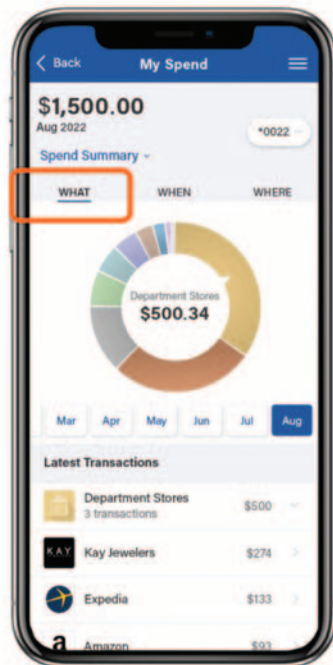 Back
My Spend
$1,500.00
Aug 2022
*0022
Spend Summary
WHAT WHEN WHERE
Department Stores
$500.34
Mar Apr May Jun Jul Aug
Latest Transactions
Department Stores $500
3 transactions
KAY Kay Jewelers $274
Expedia $133
a Amazon $93